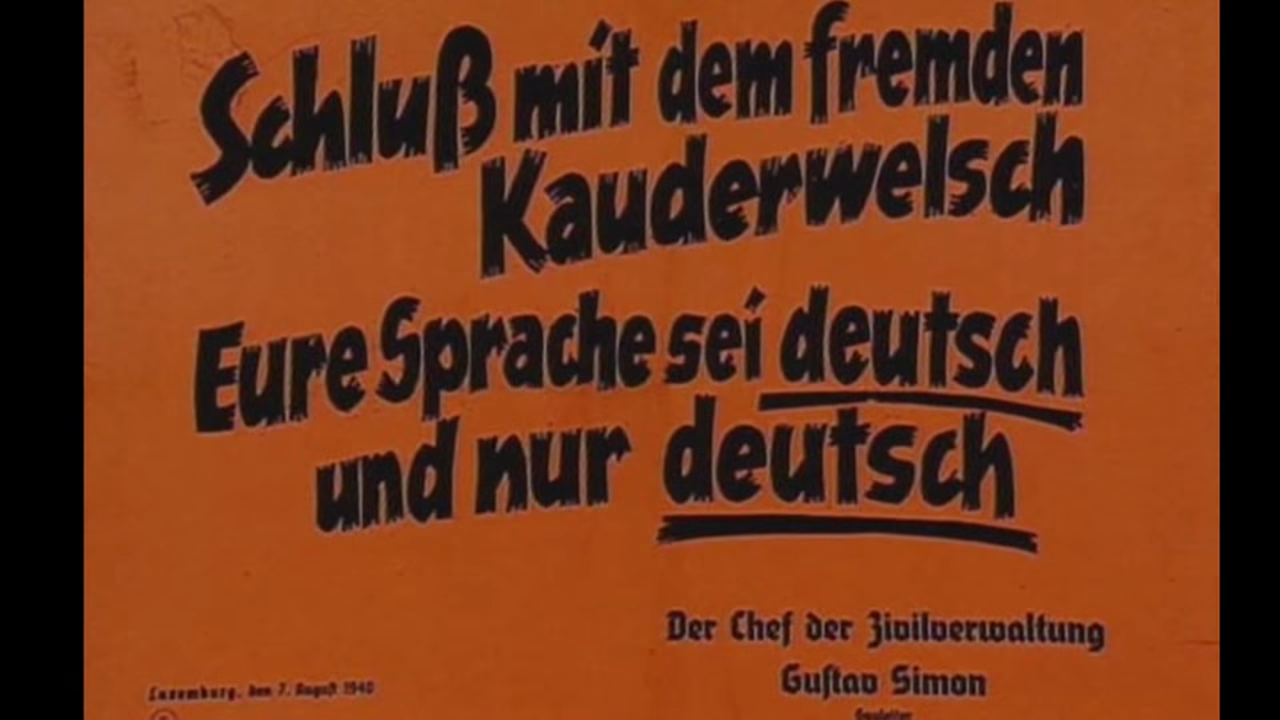 Schluß mit dem fremden
Kauderwelsch
Eure Sprache sei deutsch
und nur deutsch
Der Chef der Zivilverwaltung
Gustav Simon
Gauleiter
Luxemburg, den 7. August 1940